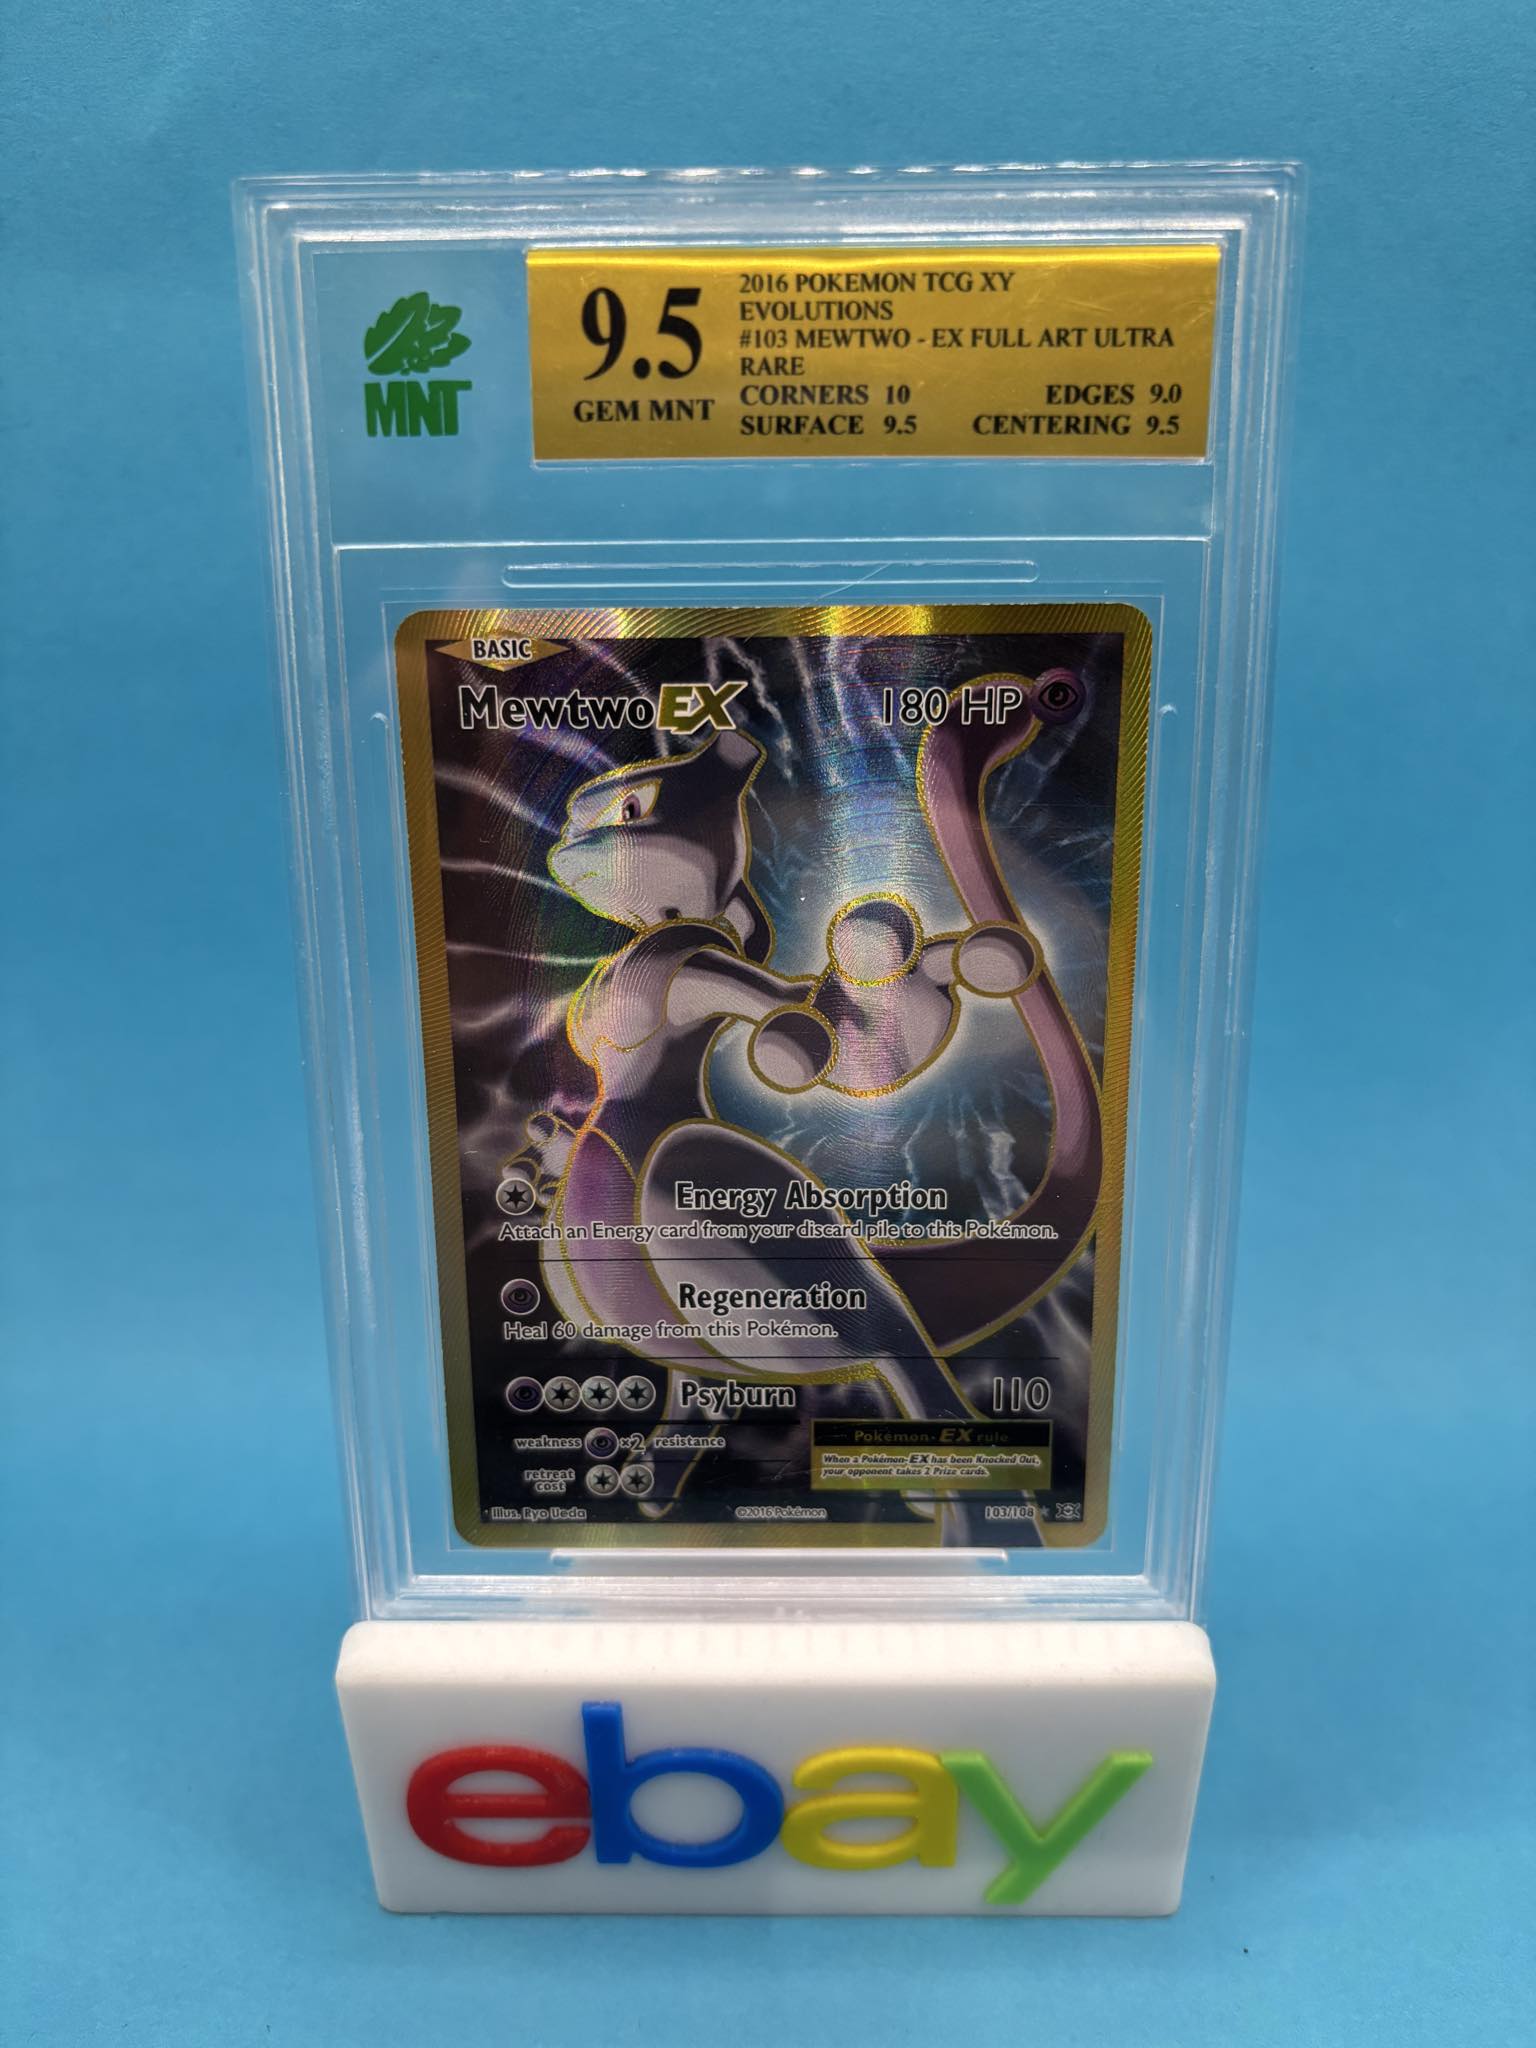 MNT
9.5
GEM MNT
2016 POKEMON TCG XY
EVOLUTIONS
#103 MEWTWO - EX FULL ART ULTRA
RARE
CORNERS 10 EDGES 9.0
SURFACE 9.5 CENTERING 9.5
BASIC
Mewtwo EX 180 HP
Energy Absorption
Attach an Energy card from your discard pile to this Pokémon.
Regeneration
Heal 60 damage from this Pokémon.
Psyburn 110
weakness ×2 resistance
Pokémon-EX rule
When a Pokémon-EX has been Knocked Out,
your opponent takes 2 Prize cards.
retreat
cost
Illus. Ryo Ueda ©2016 Pokémon 103/108
ebay